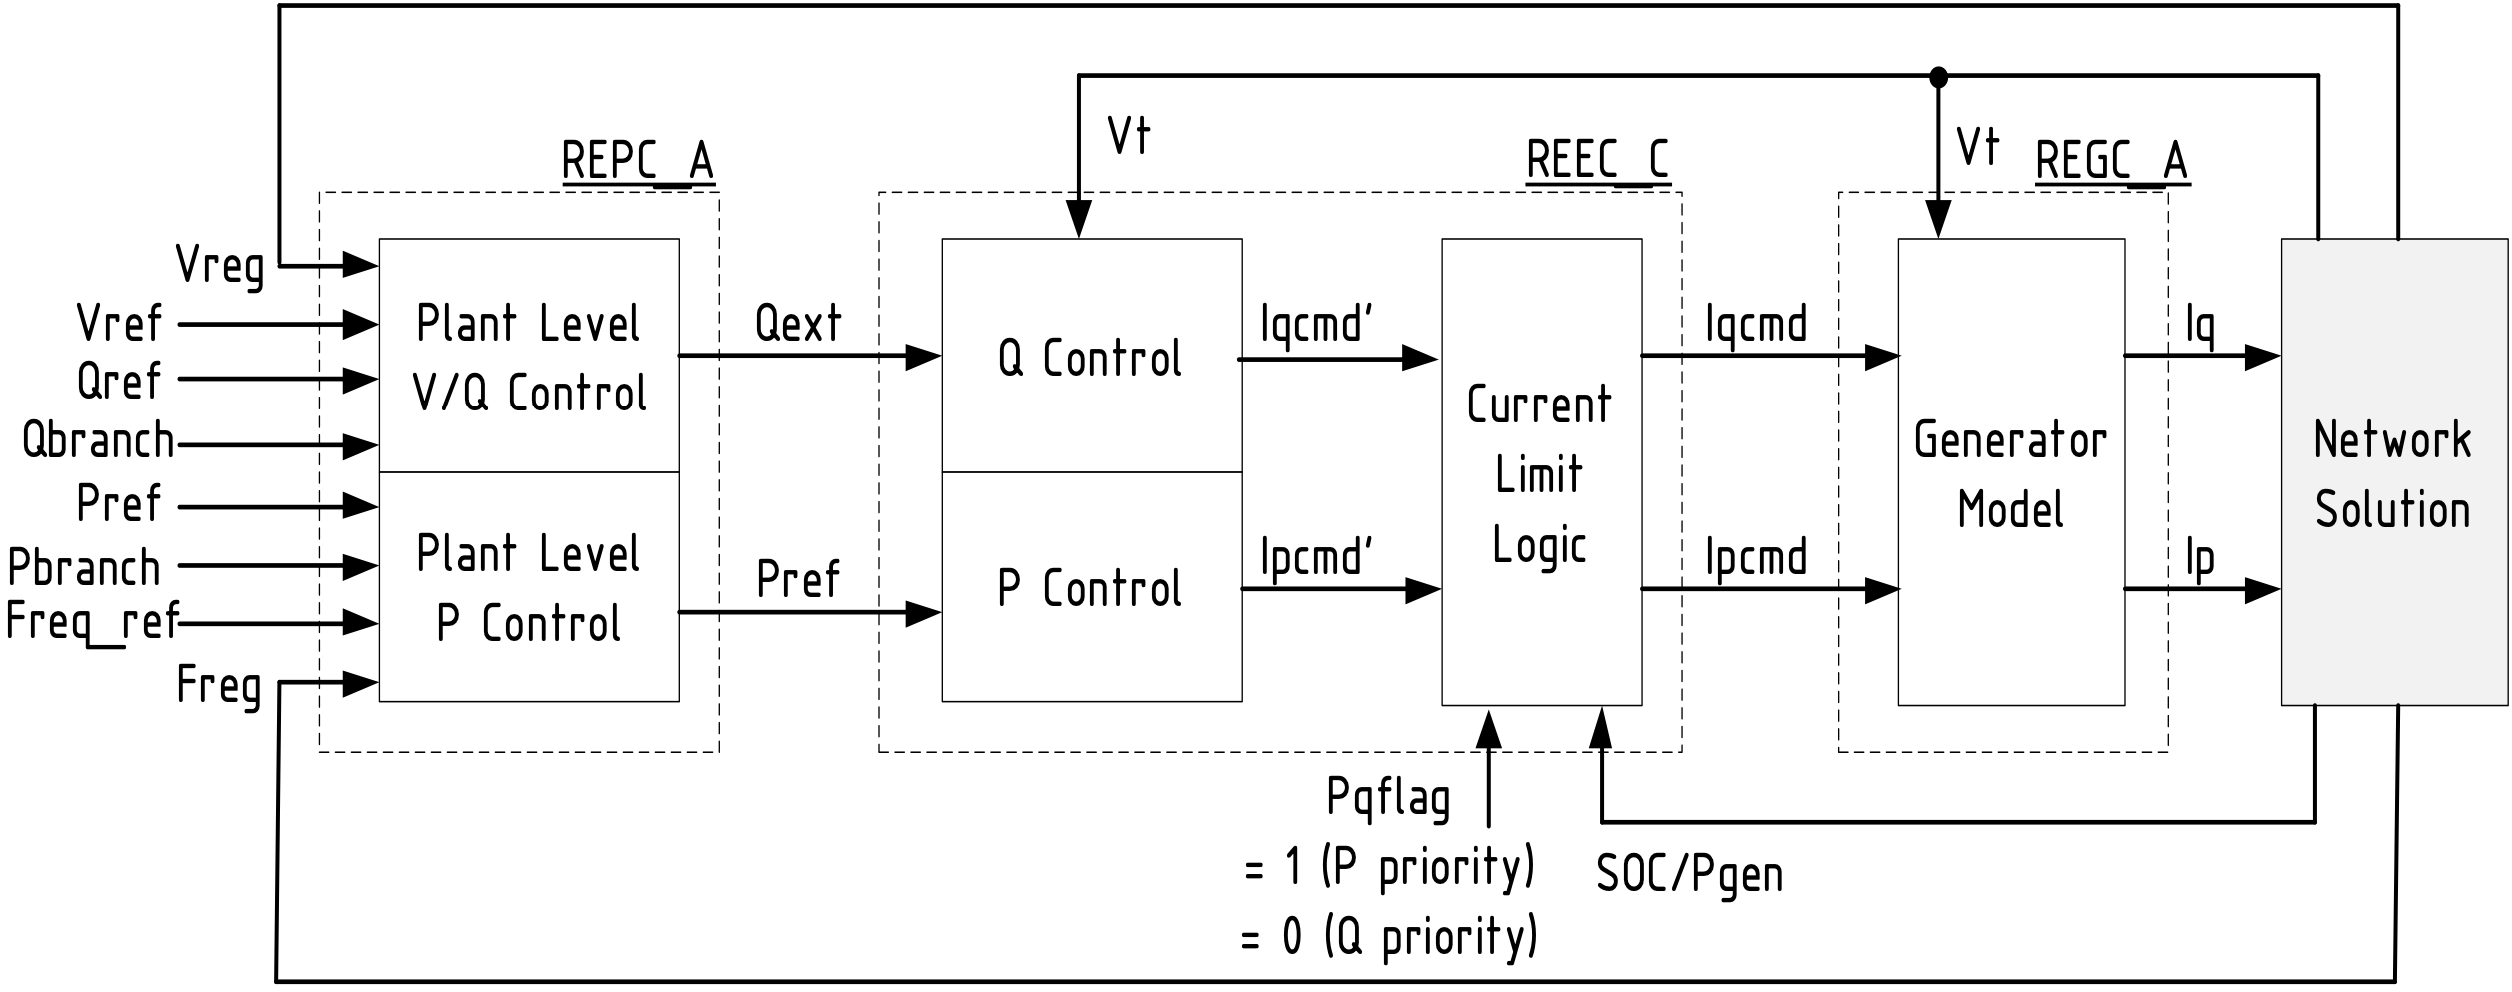 Vt
Vt
REPC_A
REEC_C
REGC_A
Vreg
Vref
Qref
Qbranch
Pref
Pbranch
Freq_ref
Freg
Plant Level
V/Q Control
Plant Level
P Control
Qext
Pref
Q Control
P Control
Iqcmd'
Ipcmd'
Current
Limit
Logic
Iqcmd
Ipcmd
Generator
Model
Iq
Ip
Network
Solution
Pqflag
= 1 (P priority)
= 0 (Q priority)
SOC/Pgen